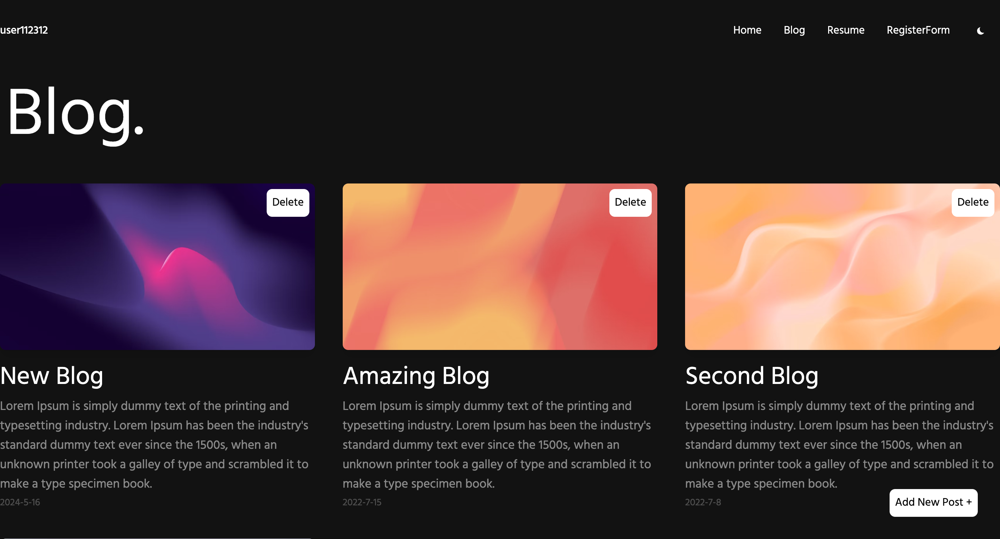 user112312
Home Blog Resume RegisterForm
Blog.
Delete
Delete
Delete
New Blog
Lorem Ipsum is simply dummy text of the printing and
typesetting industry. Lorem Ipsum has been the industry's
standard dummy text ever since the 1500s, when an
unknown printer took a galley of type and scrambled it to
make a type specimen book.
2024-5-16
Amazing Blog
Lorem Ipsum is simply dummy text of the printing and
typesetting industry. Lorem Ipsum has been the industry's
standard dummy text ever since the 1500s, when an
unknown printer took a galley of type and scrambled it to
make a type specimen book.
2022-7-15
Second Blog
Lorem Ipsum is simply dummy text of the printing and
typesetting industry. Lorem Ipsum has been the industry's
standard dummy text ever since the 1500s, when an
unknown printer took a galley of type and scrambled it to
make a type specimen book.
2022-7-8
Add New Post +